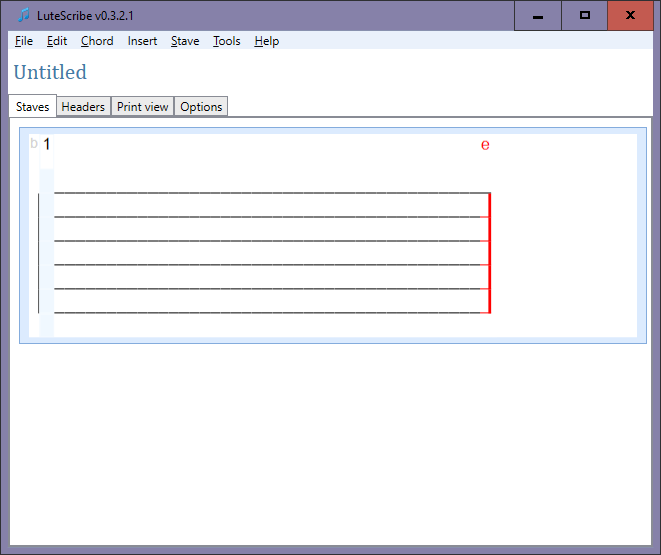 LuteScribe v0.3.2.1
File Edit Chord Insert Stave Tools Help
Untitled
Staves Headers Print view Options
b 1 e